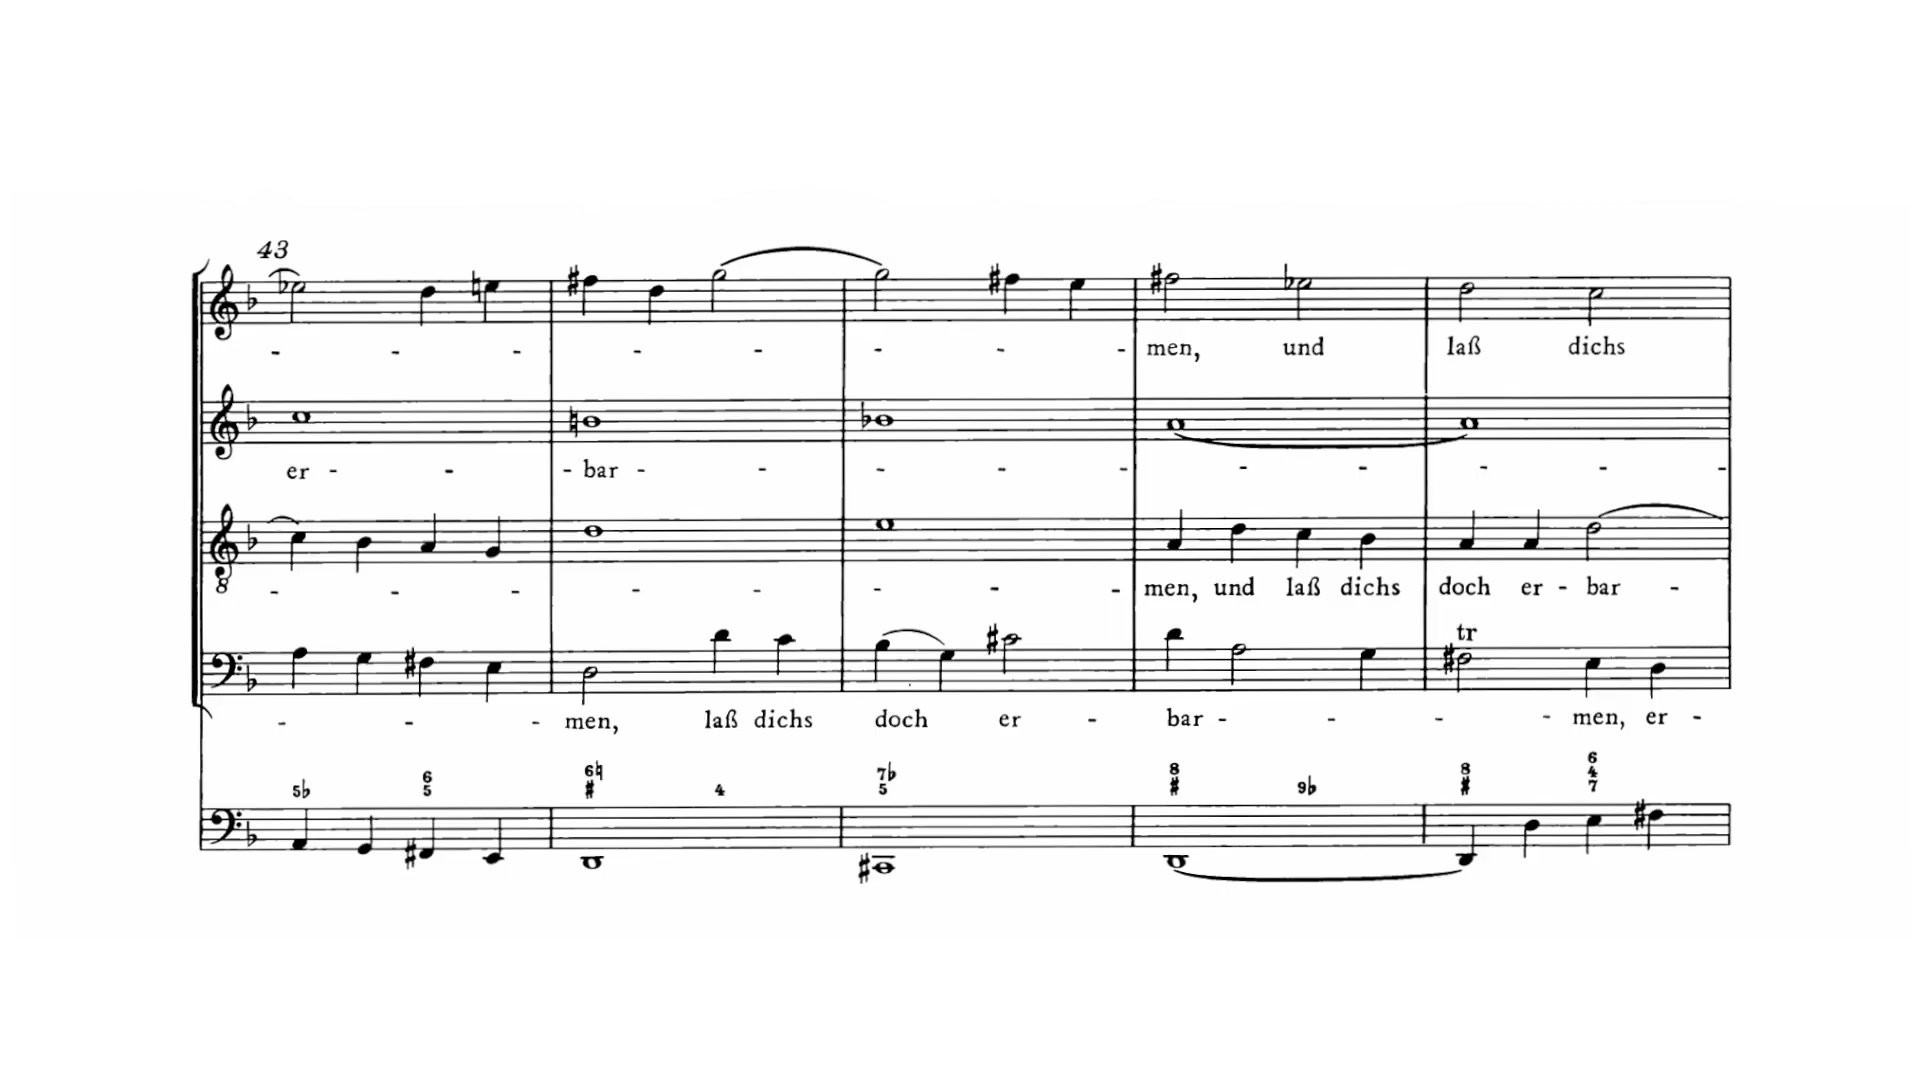 43
- - - - - - - - men, und laß dichs
er - - - bar - - - - - - - - - -
8
- - - - - - - - men, und laß dichs doch er - bar -
tr
- - - men, laß dichs doch er - bar - - - - men, er -
6 6♮ 7♭ 8 8 6 4
5♭ 5 # 4 5 # 9♭ # 7